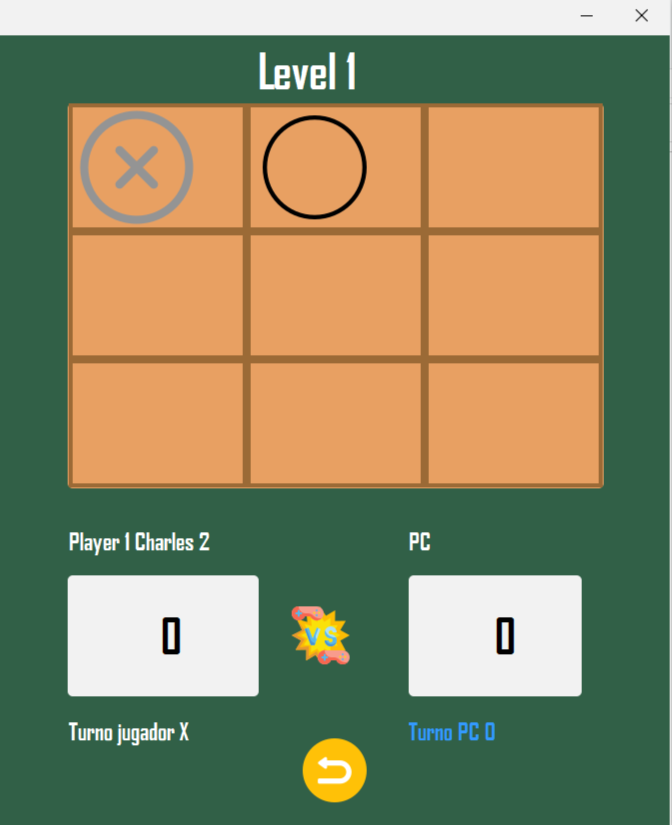 Level 1
Player 1 Charles 2
PC
0
VS
0
Turno jugador X
Turno PC O